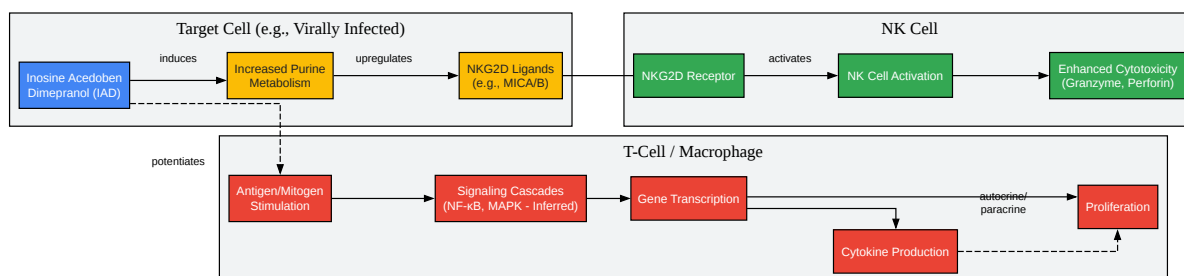 Target Cell (e.g., Virally Infected)
NK Cell
induces
upregulates
activates
Inosine Acedoben
Dimepranol (IAD)
Increased Purine
Metabolism
NKG2D Ligands
(e.g., MICA/B)
NKG2D Receptor
NK Cell Activation
Enhanced Cytotoxicity
(Granzyme, Perforin)
potentiates
T-Cell / Macrophage
Antigen/Mitogen
Stimulation
Signaling Cascades
(NF-κB, MAPK - Inferred)
Gene Transcription
autocrine/
paracrine
Proliferation
Cytokine Production